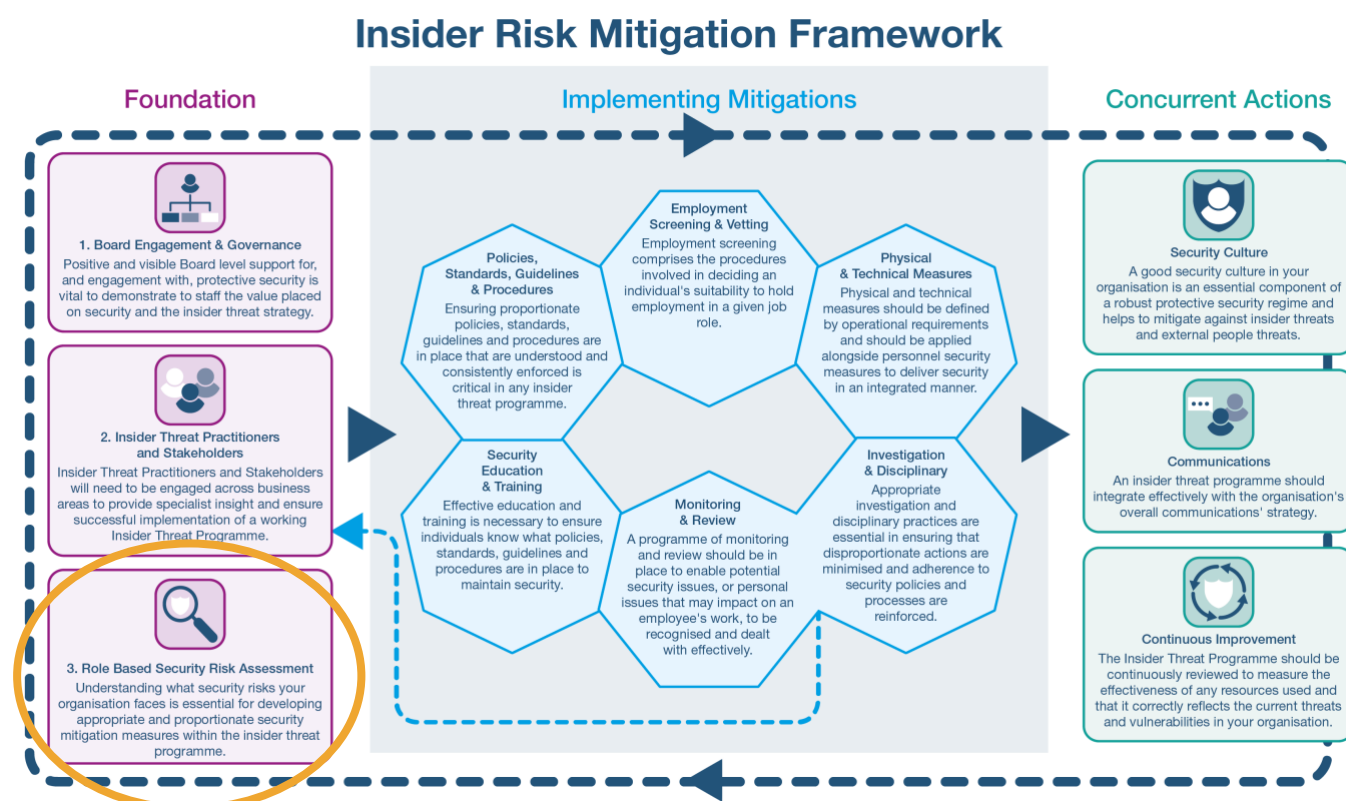 Insider Risk Mitigation Framework
Foundation
Implementing Mitigations
Concurrent Actions
1. Board Engagement & Governance
Positive and visible Board level support for,
and engagement with, protective security is
vital to demonstrate to staff the value placed
on security and the insider threat strategy.
2. Insider Threat Practitioners
and Stakeholders
Insider Threat Practitioners and Stakeholders
will need to be engaged across business
areas to provide specialist insight and ensure
successful implementation of a working
Insider Threat Programme.
3. Role Based Security Risk Assessment
Understanding what security risks your
organisation faces is essential for developing
appropriate and proportionate security
mitigation measures within the insider threat
programme.
Policies,
Standards, Guidelines
& Procedures
Ensuring proportionate
policies, standards,
guidelines and procedures are
in place that are understood and
consistently enforced is
critical in any insider
threat programme.
Employment
Screening & Vetting
Employment screening
comprises the procedures
involved in deciding an
individual's suitability to hold
employment in a given job
role.
Physical
& Technical Measures
Physical and technical
measures should be defined
by operational requirements
and should be applied
alongside personnel security
measures to deliver security
in an integrated manner.
Security
Education
& Training
Effective education and
training is necessary to ensure
individuals know what policies,
standards, guidelines and
procedures are in place to
maintain security.
Monitoring
& Review
A programme of monitoring
and review should be in
place to enable potential
security issues, or personal
issues that may impact on an
employee's work, to be
recognised and dealt
with effectively.
Investigation
& Disciplinary
Appropriate
investigation and
disciplinary practices are
essential in ensuring that
disproportionate actions are
minimised and adherence to
security policies and
processes are
reinforced.
Security Culture
A good security culture in your
organisation is an essential component of
a robust protective security regime and
helps to mitigate against insider threats
and external people threats.
Communications
An insider threat programme should
integrate effectively with the organisation's
overall communications' strategy.
Continuous Improvement
The Insider Threat Programme should be
continuously reviewed to measure the
effectiveness of any resources used and
that it correctly reflects the current threats
and vulnerabilities in your organisation.